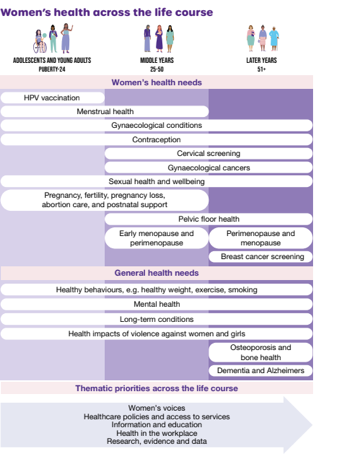 Women's health across the life course
ADOLESCENTS AND YOUNG ADULTS
PUBERTY-24
MIDDLE YEARS
25-50
LATER YEARS
51+
Women's health needs
HPV vaccination
Menstrual health
Gynaecological conditions
Contraception
Cervical screening
Gynaecological cancers
Sexual health and wellbeing
Pregnancy, fertility, pregnancy loss,
abortion care, and postnatal support
Pelvic floor health
Early menopause and
perimenopause
Perimenopause and
menopause
Breast cancer screening
General health needs
Healthy behaviours, e.g. healthy weight, exercise, smoking
Mental health
Long-term conditions
Health impacts of violence against women and girls
Osteoporosis and
bone health
Dementia and Alzheimers
Thematic priorities across the life course
Women's voices
Healthcare policies and access to services
Information and education
Health in the workplace
Research, evidence and data